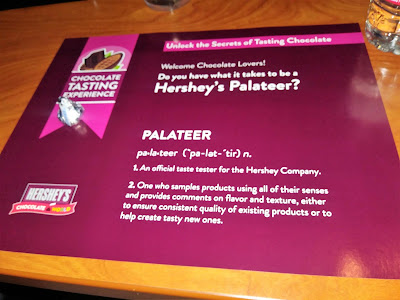 Unlock the Secrets of Tasting Chocolate
Welcome Chocolate Lovers!
Do you have what it takes to be a
Hershey's Palateer?
CHOCOLATE
TASTING
EXPERIENCE
PALATEER
pa·la·teer (ˈpa-lət-ˈtir) n.
1. An official taste tester for the Hershey Company.
2. One who samples products using all of their senses
and provides comments on flavor and texture, either
to ensure consistent quality of existing products or to
help create tasty new ones.
HERSHEY'S
CHOCOLATE WORLD